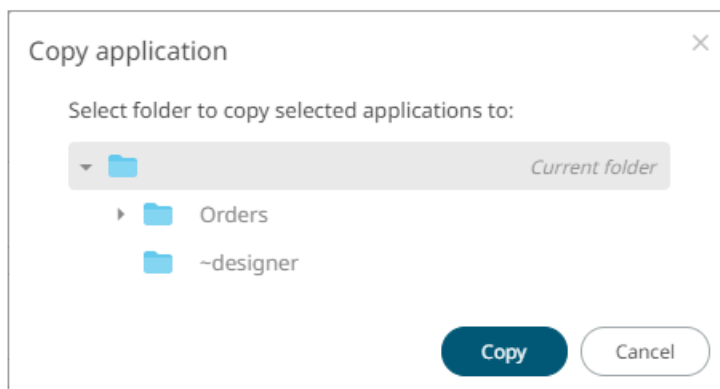 Copy application
Select folder to copy selected applications to:
Current folder
Orders
~designer
Copy
Cancel